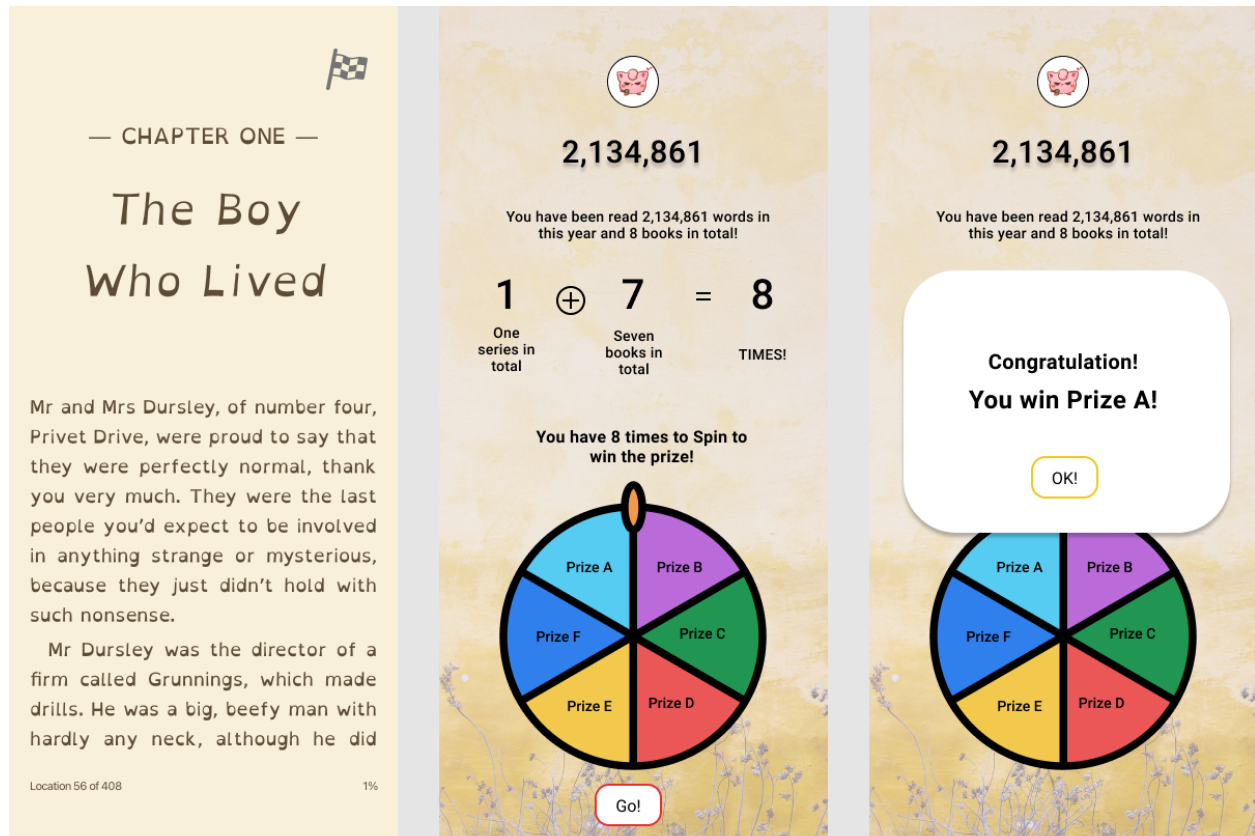 — CHAPTER ONE —
The Boy
Who Lived
Mr and Mrs Dursley, of number four,
Privet Drive, were proud to say that
they were perfectly normal, thank
you very much. They were the last
people you’d expect to be involved
in anything strange or mysterious,
because they just didn’t hold with
such nonsense.
Mr Dursley was the director of a
firm called Grunnings, which made
drills. He was a big, beefy man with
hardly any neck, although he did
Location 56 of 408
1%
2,134,861
You have been read 2,134,861 words in
this year and 8 books in total!
1
+
7
=
8
One
series in
total
Seven
books in
total
TIMES!
You have 8 times to Spin to
win the prize!
Prize A
Prize B
Prize F
Prize C
Prize E
Prize D
Go!
2,134,861
You have been read 2,134,861 words in
this year and 8 books in total!
Congratulation!
You win Prize A!
OK!
Prize A
Prize B
Prize F
Prize C
Prize E
Prize D